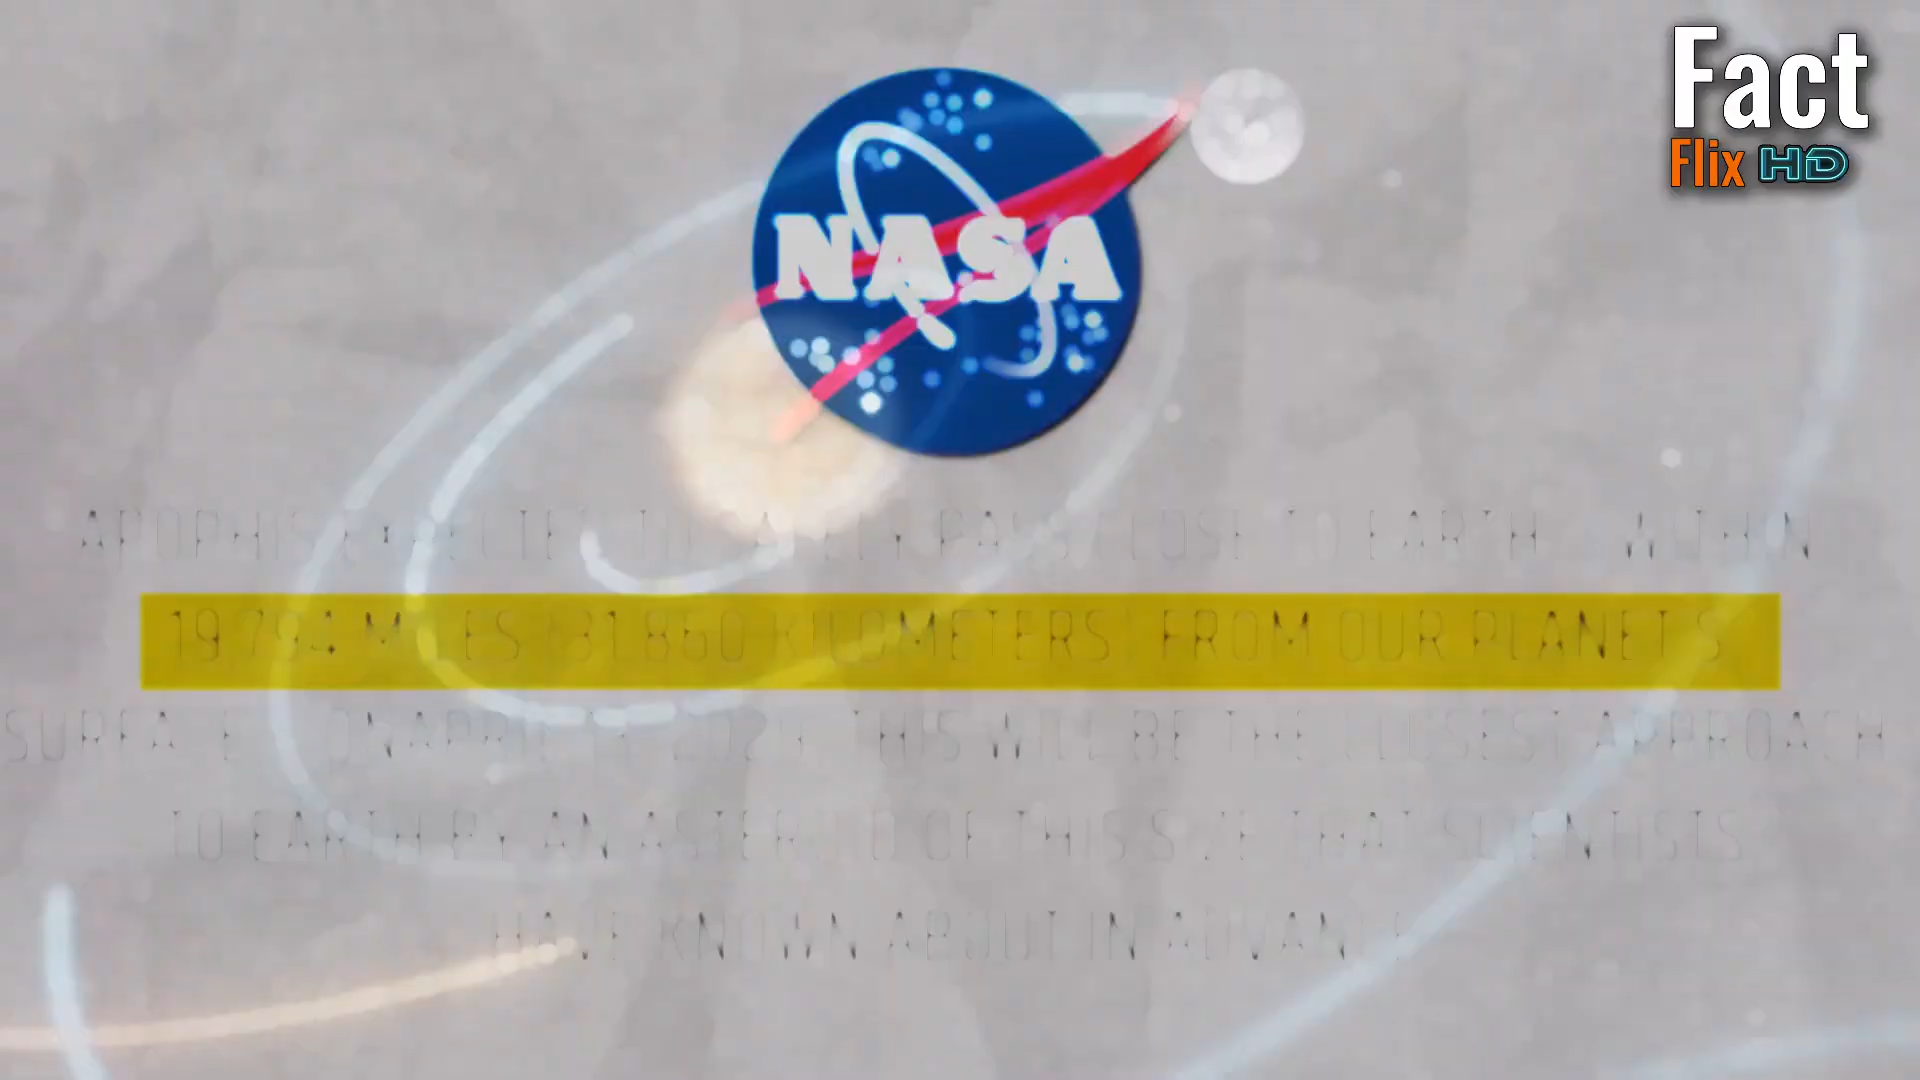 Fact
Flix HD
NASA
APOPHIS EXPECTED TO SAFELY PASS CLOSE TO EARTH WITHIN
19,794 MILES (31,860 KILOMETERS) FROM OUR PLANET'S
SURFACE ON APRIL 2029. THIS WILL BE THE CLOSEST APPROACH
TO EARTH BY AN ASTEROID OF THIS SIZE THAT SCIENTISTS
HAVE KNOWN ABOUT IN ADVANCE